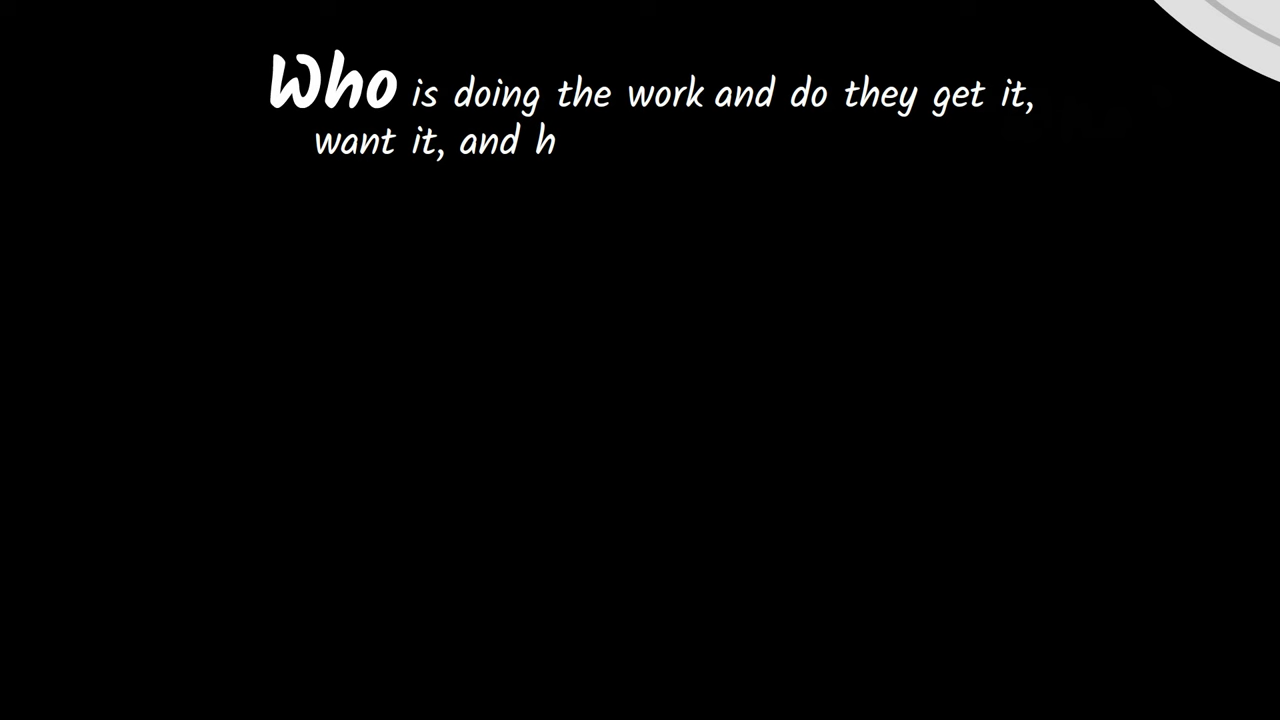 Who is doing the work and do they get it,
want it, and h